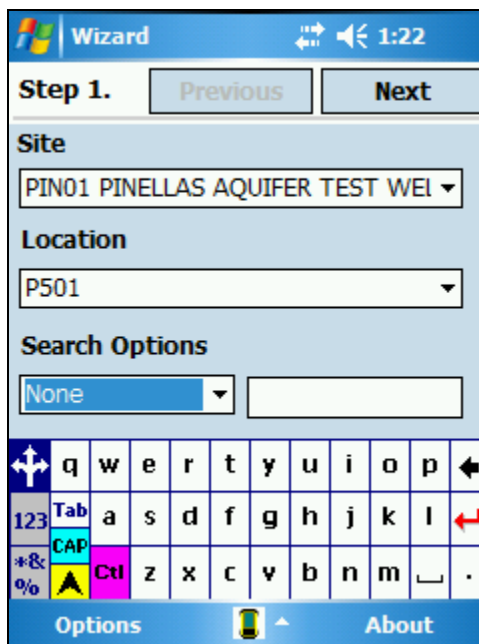 Wizard 1:22
Step 1. Previous Next
Site
PIN01 PINELLAS AQUIFER TEST WEL
Location
P501
Search Options
None
q w e r t y u i o p
123 Tab a s d f g h j k l
CAP
*&% Ctl z x c v b n m .
Options About